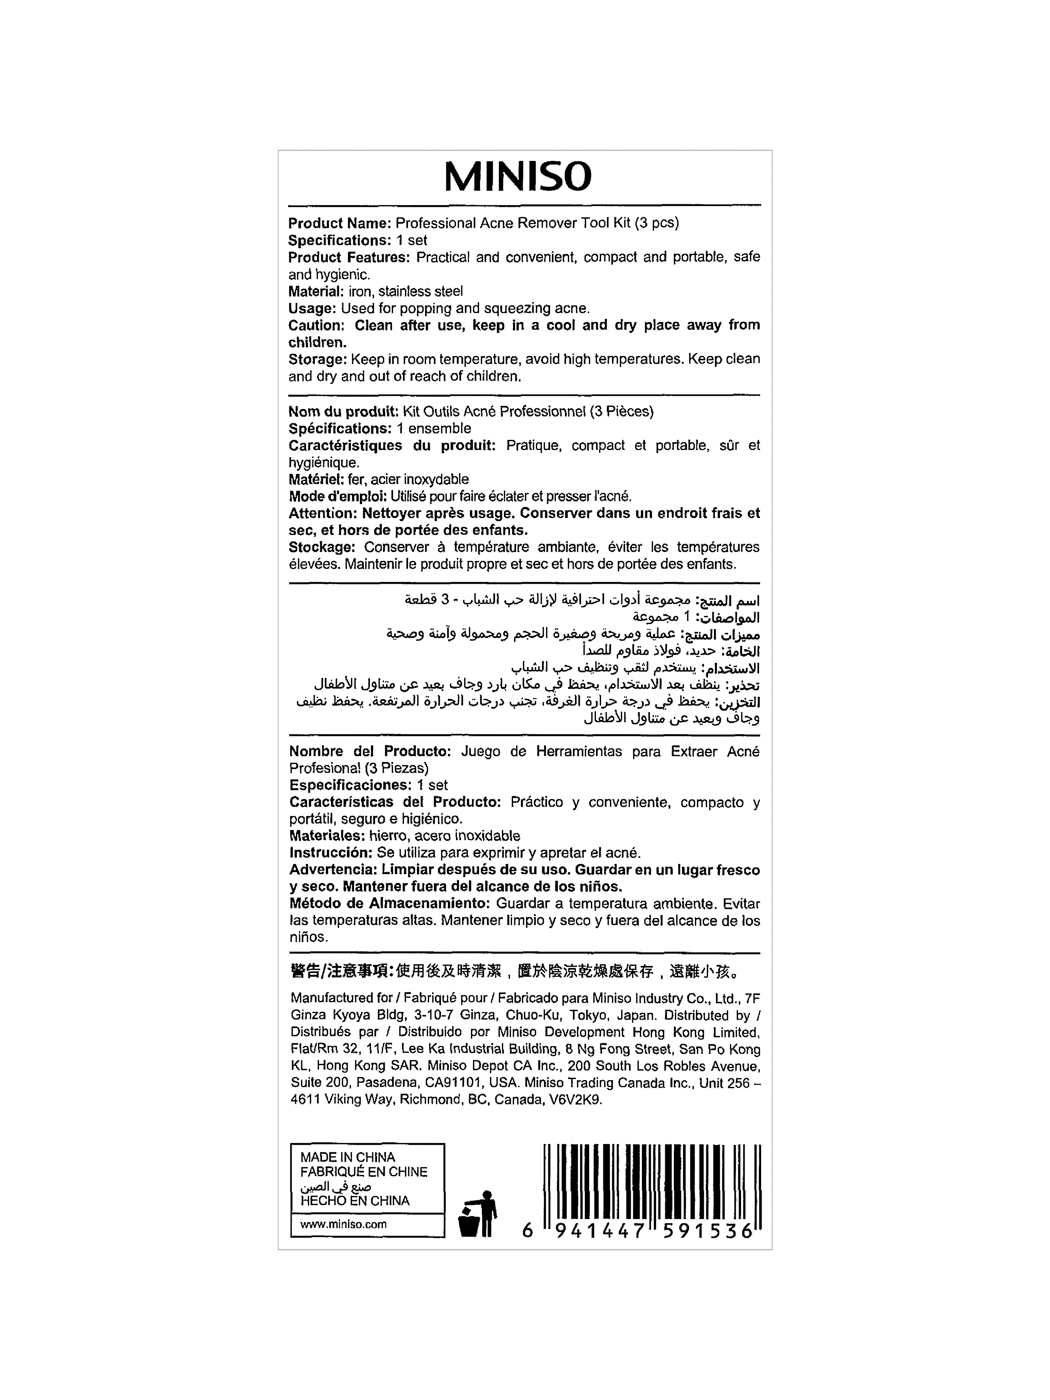 MINISO
Product Name: Professional Acne Remover Tool Kit (3 pcs)
Specifications: 1 set
Product Features: Practical and convenient, compact and portable, safe
and hygienic.
Material: iron, stainless steel
Usage: Used for popping and squeezing acne.
Caution: Clean after use, keep in a cool and dry place away from
children.
Storage: Keep in room temperature, avoid high temperatures. Keep clean
and dry and out of reach of children.
Nom du produit: Kit Outils Acné Professionnel (3 Pièces)
Spécifications: 1 ensemble
Caractéristiques du produit: Pratique, compact et portable, sûr et
hygiénique.
Matériel: fer, acier inoxydable
Mode d'emploi: Utilisé pour faire éclater et presser l'acné.
Attention: Nettoyer après usage. Conserver dans un endroit frais et
sec, et hors de portée des enfants.
Stockage: Conserver à température ambiante, éviter les températures
élevées. Maintenir le produit propre et sec et hors de portée des enfants.
اسم المنتج: مجموعة أدوات احترافية لإزالة حب الشباب - 3 قطعة
المواصفات: 1 مجموعة
مميزات المنتج: عملية ومريحة وصغيرة الحجم ومحمولة وآمنة وصحية
الخامة: حديد، فولاذ مقاوم للصدأ
الاستخدام: يستخدم لثقب وتنظيف حب الشباب
تحذير: ينظف بعد الاستخدام، يحفظ في مكان بارد وجاف بعيد عن متناول الأطفال
التخزين: يحفظ في درجة حرارة الغرفة، تجنب درجات الحرارة المرتفعة. يحفظ نظيف
وجاف وبعيد عن متناول الأطفال
Nombre del Producto: Juego de Herramientas para Extraer Acné
Profesional (3 Piezas)
Especificaciones: 1 set
Características del Producto: Práctico y conveniente, compacto y
portátil, seguro e higiénico.
Materiales: hierro, acero inoxidable
Instrucción: Se utiliza para exprimir y apretar el acné.
Advertencia: Limpiar después de su uso. Guardar en un lugar fresco
y seco. Mantener fuera del alcance de los niños.
Método de Almacenamiento: Guardar a temperatura ambiente. Evitar
las temperaturas altas. Mantener limpio y seco y fuera del alcance de los
niños.
警告/注意事項:使用後及時清潔，置於陰涼乾燥處保存，遠離小孩。
Manufactured for / Fabriqué pour / Fabricado para Miniso Industry Co., Ltd., 7F
Ginza Kyoya Bldg, 3-10-7 Ginza, Chuo-Ku, Tokyo, Japan. Distributed by /
Distribués par / Distribuido por Miniso Development Hong Kong Limited,
Flat/Rm 32, 11/F, Lee Ka Industrial Building, 8 Ng Fong Street, San Po Kong
KL, Hong Kong SAR. Miniso Depot CA Inc., 200 South Los Robles Avenue,
Suite 200, Pasadena, CA91101, USA. Miniso Trading Canada Inc., Unit 256 –
4611 Viking Way, Richmond, BC, Canada, V6V2K9.
MADE IN CHINA
FABRIQUÉ EN CHINE
صنع في الصين
HECHO EN CHINA
www.miniso.com
6 941447 591536